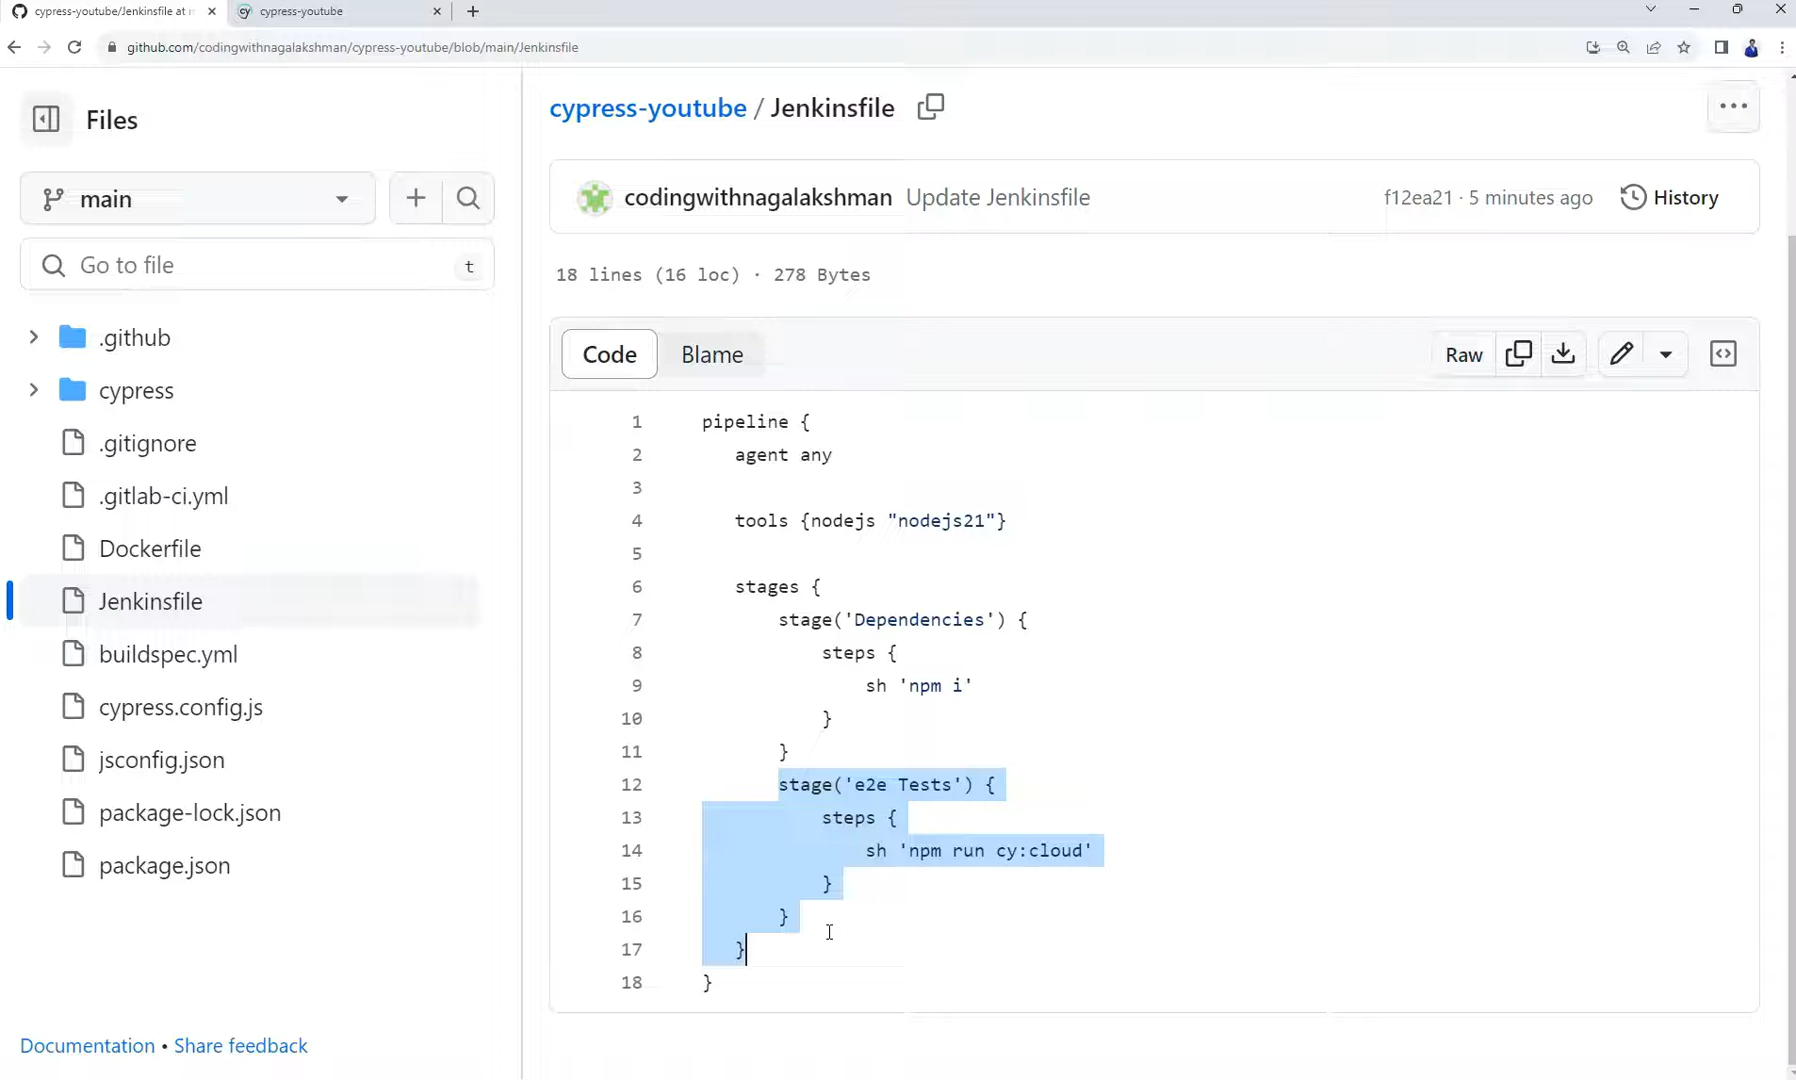 cypress-youtube/Jenkinsfile at m
cypress-youtube
github.com/codingwithnagalakshman/cypress-youtube/blob/main/Jenkinsfile
Files
main
Go to file
t
.github
cypress
.gitignore
.gitlab-ci.yml
Dockerfile
Jenkinsfile
buildspec.yml
cypress.config.js
jsconfig.json
package-lock.json
package.json
Documentation • Share feedback
cypress-youtube / Jenkinsfile
codingwithnagalakshman Update Jenkinsfile
f12ea21 · 5 minutes ago
History
18 lines (16 loc) · 278 Bytes
Code
Blame
Raw
1 pipeline {
2 agent any
3
4 tools {nodejs "nodejs21"}
5
6 stages {
7 stage('Dependencies') {
8 steps {
9 sh 'npm i'
10 }
11 }
12 stage('e2e Tests') {
13 steps {
14 sh 'npm run cy:cloud'
15 }
16 }
17 }
18 }